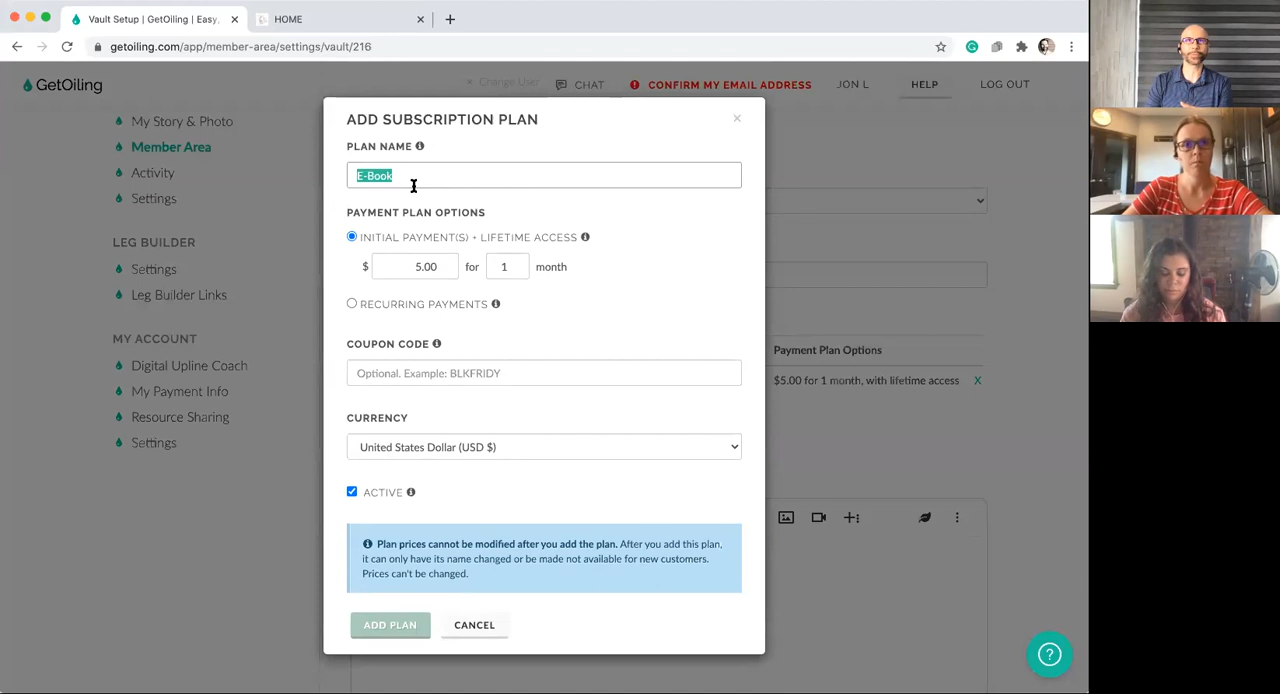 Vault Setup | GetOiling | Easy,
HOME
getoiling.com/app/member-area/settings/vault/216
GetOiling
Change User
CHAT
CONFIRM MY EMAIL ADDRESS
JON L
HELP
LOG OUT
My Story & Photo
Member Area
Activity
Settings
LEG BUILDER
Settings
Leg Builder Links
MY ACCOUNT
Digital Upline Coach
My Payment Info
Resource Sharing
Settings
ADD SUBSCRIPTION PLAN
PLAN NAME
E-Book
PAYMENT PLAN OPTIONS
INITIAL PAYMENT(S) + LIFETIME ACCESS
$ 5.00 for 1 month
RECURRING PAYMENTS
COUPON CODE
Optional. Example: BLKFRIDY
CURRENCY
United States Dollar (USD $)
ACTIVE
Plan prices cannot be modified after you add the plan. After you add this plan,
it can only have its name changed or be made not available for new customers.
Prices can't be changed.
ADD PLAN
CANCEL
Payment Plan Options
$5.00 for 1 month, with lifetime access X